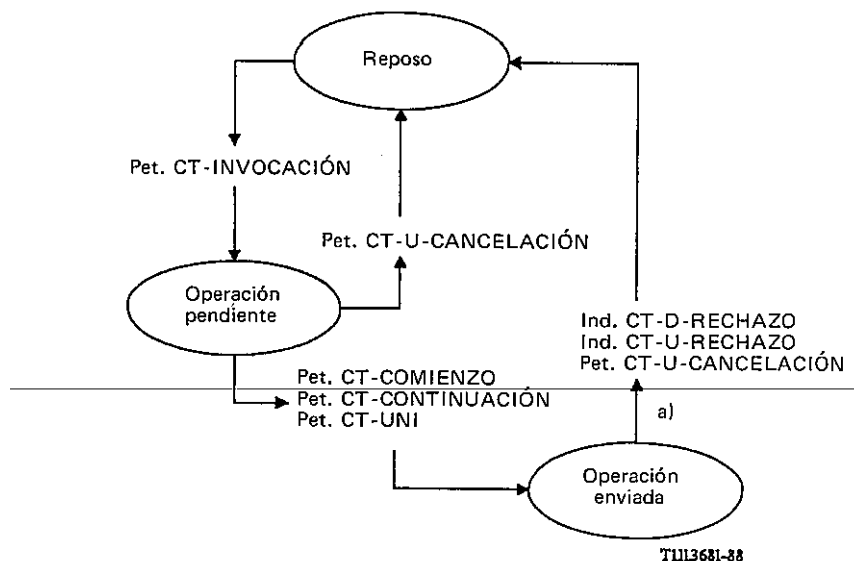 Reposo
Pet. CT-INVOCACIÓN
Pet. CT-U-CANCELACIÓN
Operación
pendiente
Ind. CT-D-RECHAZO
Ind. CT-U-RECHAZO
Pet. CT-U-CANCELACIÓN
Pet. CT-COMIENZO
Pet. CT-CONTINUACIÓN
Pet. CT-UNI
a)
Operación
enviada
T1113681-88